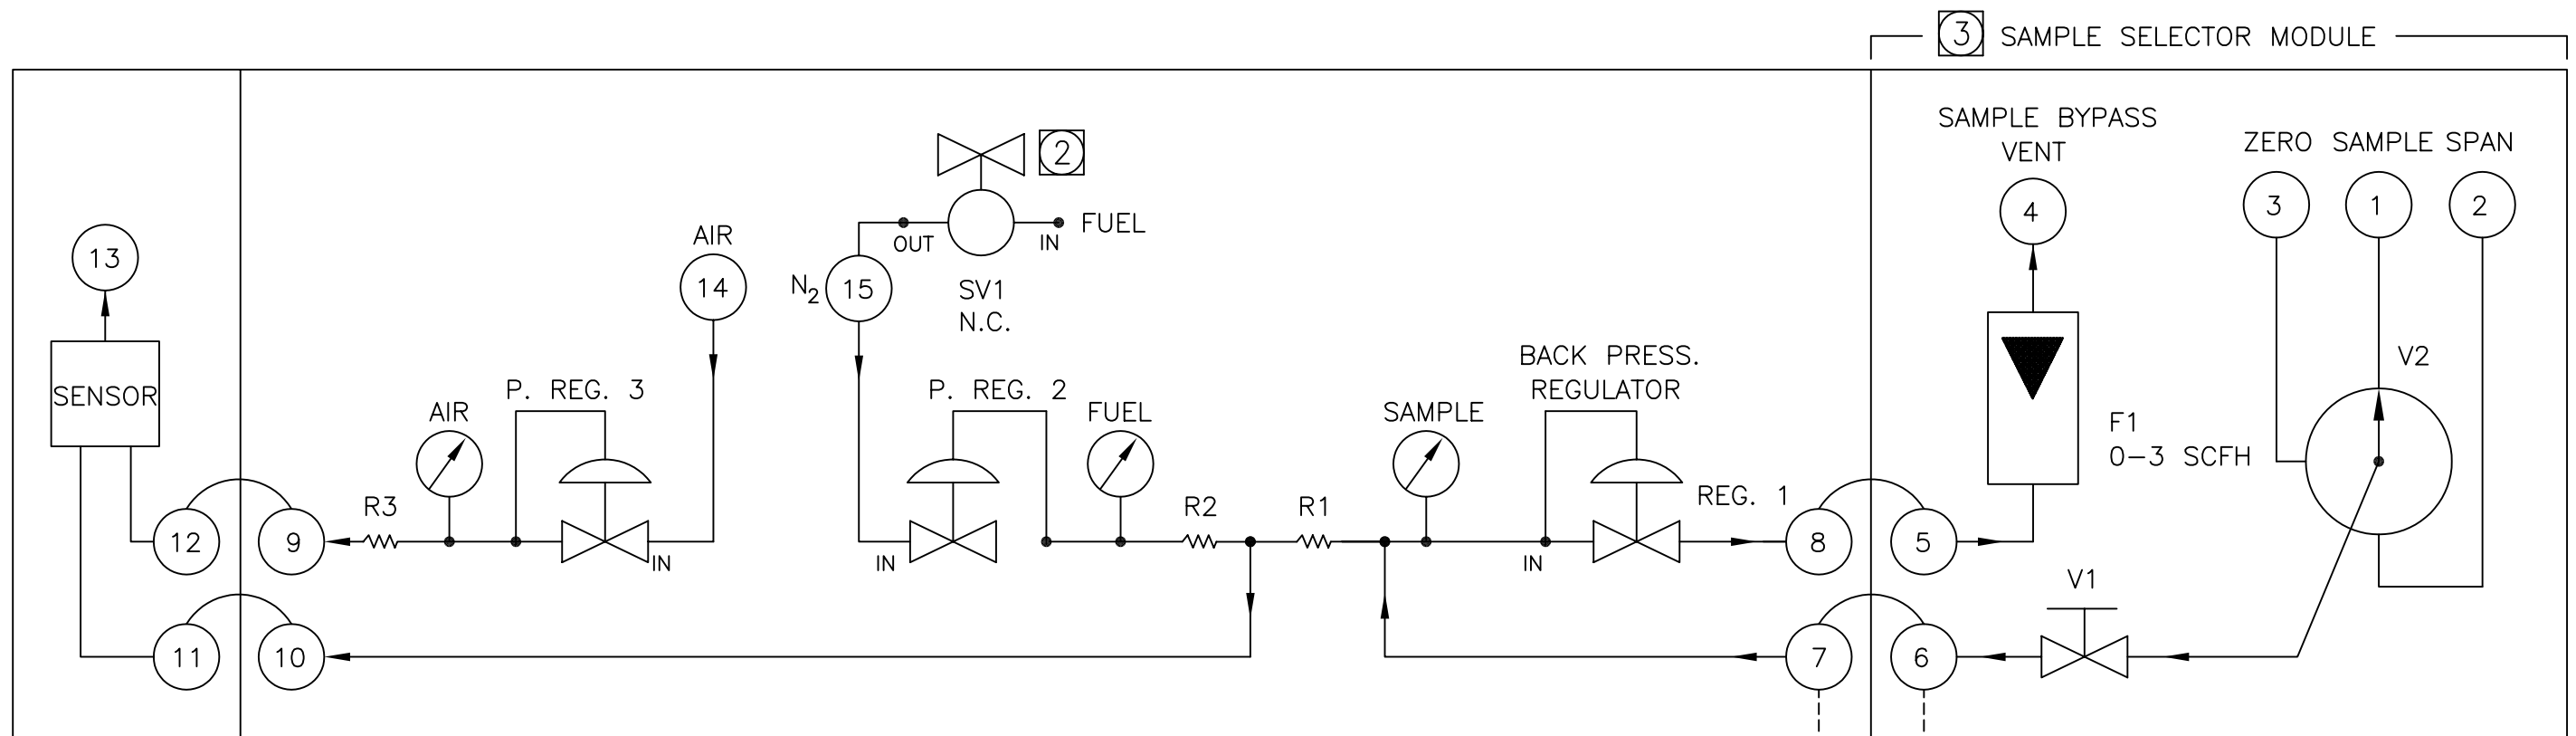 3 SAMPLE SELECTOR MODULE
SAMPLE BYPASS
VENT
ZERO SAMPLE SPAN
4
3
1
2
2
OUT
IN
FUEL
SV1
N.C.
AIR
14
N2
15
13
SENSOR
P. REG. 3
AIR
P. REG. 2
FUEL
BACK PRESS.
REGULATOR
SAMPLE
V2
F1
0-3 SCFH
REG. 1
R3
R2
R1
IN
IN
IN
12
9
8
5
V1
11
10
7
6